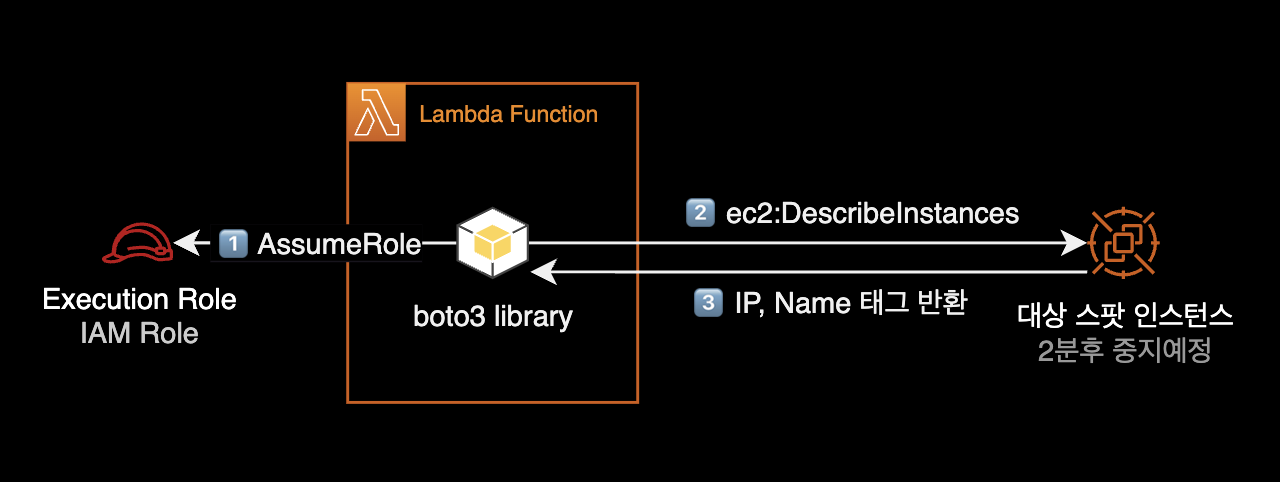 Lambda Function
1 AssumeRole
Execution Role
IAM Role
boto3 library
2 ec2:DescribeInstances
3 IP, Name 태그 반환
대상 스팟 인스턴스
2분후 중지예정